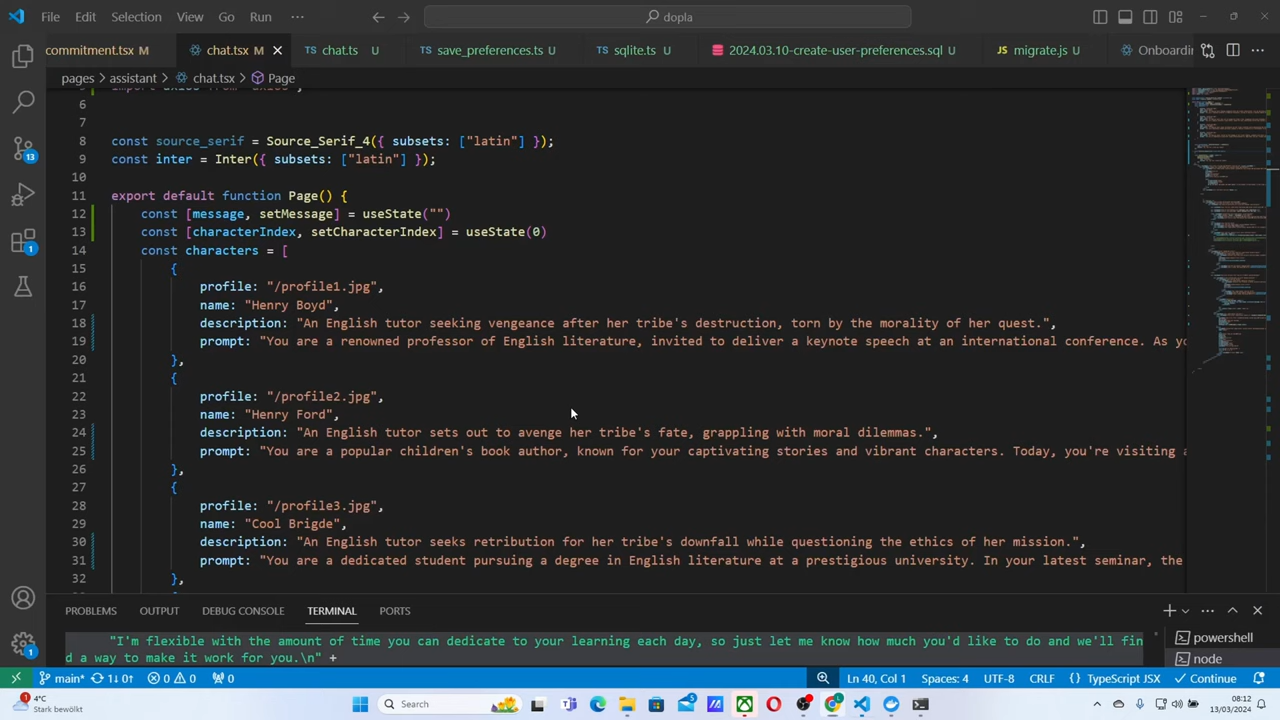 File Edit Selection View Go Run ··· dopla
commitment.tsx M chat.tsx M chat.ts U save_preferences.ts U sqlite.ts U 2024.03.10-create-user-preferences.sql U migrate.js U Onboardin
pages > assistant > chat.tsx > Page
6
7
8 const source_serif = Source_Serif_4({ subsets: ["latin"] });
9 const inter = Inter({ subsets: ["latin"] });
10
11 export default function Page() {
12 const [message, setMessage] = useState("")
13 const [characterIndex, setCharacterIndex] = useState(0)
14 const characters = [
15 {
16 profile: "/profile1.jpg",
17 name: "Henry Boyd",
18 description: "An English tutor seeking vengeance after her tribe's destruction, by the morality of her quest.",
19 prompt: "You are a professor of English literature, invited to deliver a keynote speech at an international conference. As yo
20 },
21 {
22 profile: "/profile2.jpg",
23 name: "Henry Ford",
24 description: "An English tutor sets out to avenge her tribe's fate, grappling with moral dilemmas.",
25 prompt: "You are a popular children's book author, known for your captivating stories and vibrant characters. Today, you're visiting a
26 },
27 {
28 profile: "/profile3.jpg",
29 name: "Cool Brigde",
30 description: "An English tutor seeks retribution for her tribe's downfall while questioning the ethics of her mission.",
31 prompt: "You are a dedicated student pursuing a degree in English literature at a prestigious university. In your latest seminar, the
32 },
PROBLEMS OUTPUT DEBUG CONSOLE TERMINAL PORTS
"I'm flexible with the amount of time you can dedicate to your learning each day, so just let me know how much you'd like to do and we'll fin
d a way to make it work for you.\n" +
powershell
node
13
1
1
main* 1↓ 0↑ 0 0 0 Ln 40, Col 1 Spaces: 4 UTF-8 CRLF {} TypeScript JSX Continue
4°C
Stark bewölkt
Search
08:12
13/03/2024